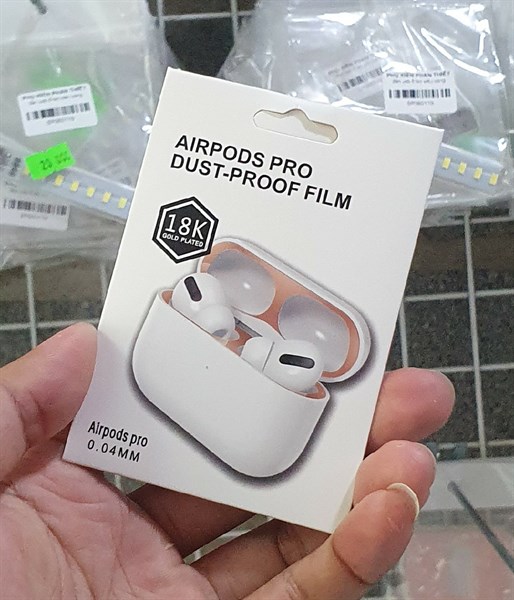 AIRPODS PRO
DUST-PROOF FILM
18K
GOLD PLATED
Airpods pro
0.04MM